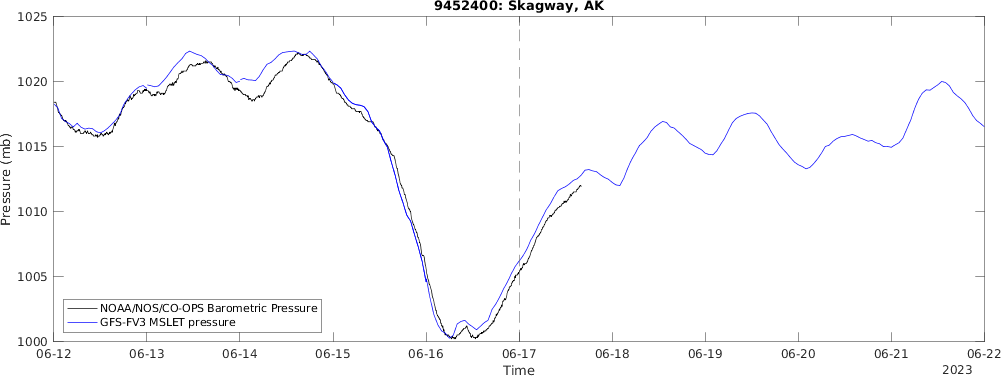 9452400: Skagway, AK
1025
1020
1015
1010
1005
1000
Pressure (mb)
NOAA/NOS/CO-OPS Barometric Pressure
GFS-FV3 MSLET pressure
06-12 06-13 06-14 06-15 06-16 06-17 06-18 06-19 06-20 06-21 06-22
Time
2023